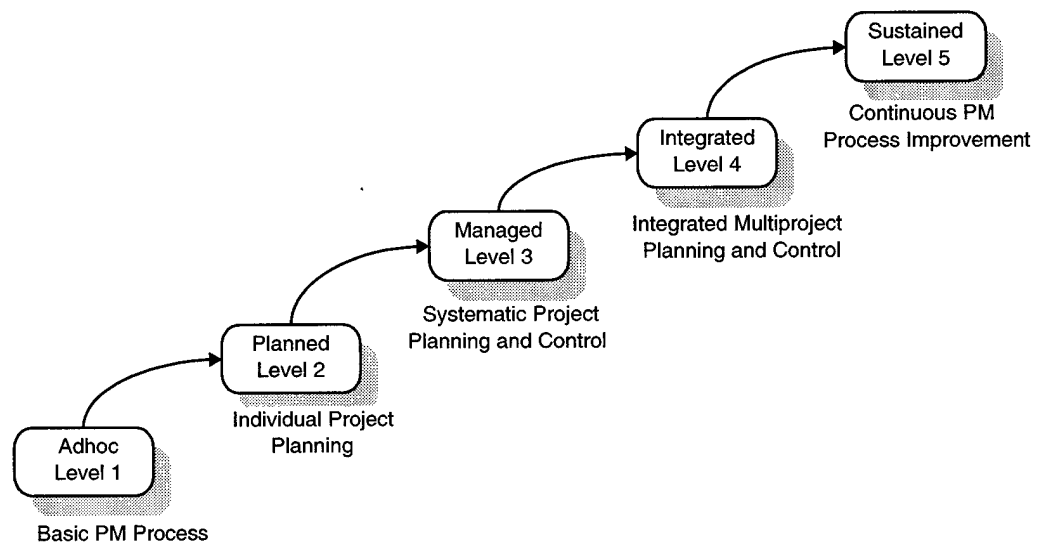 Sustained
Level 5
Continuous PM
Process Improvement
Integrated
Level 4
Integrated Multiproject
Planning and Control
Managed
Level 3
Systematic Project
Planning and Control
Planned
Level 2
Individual Project
Planning
Adhoc
Level 1
Basic PM Process